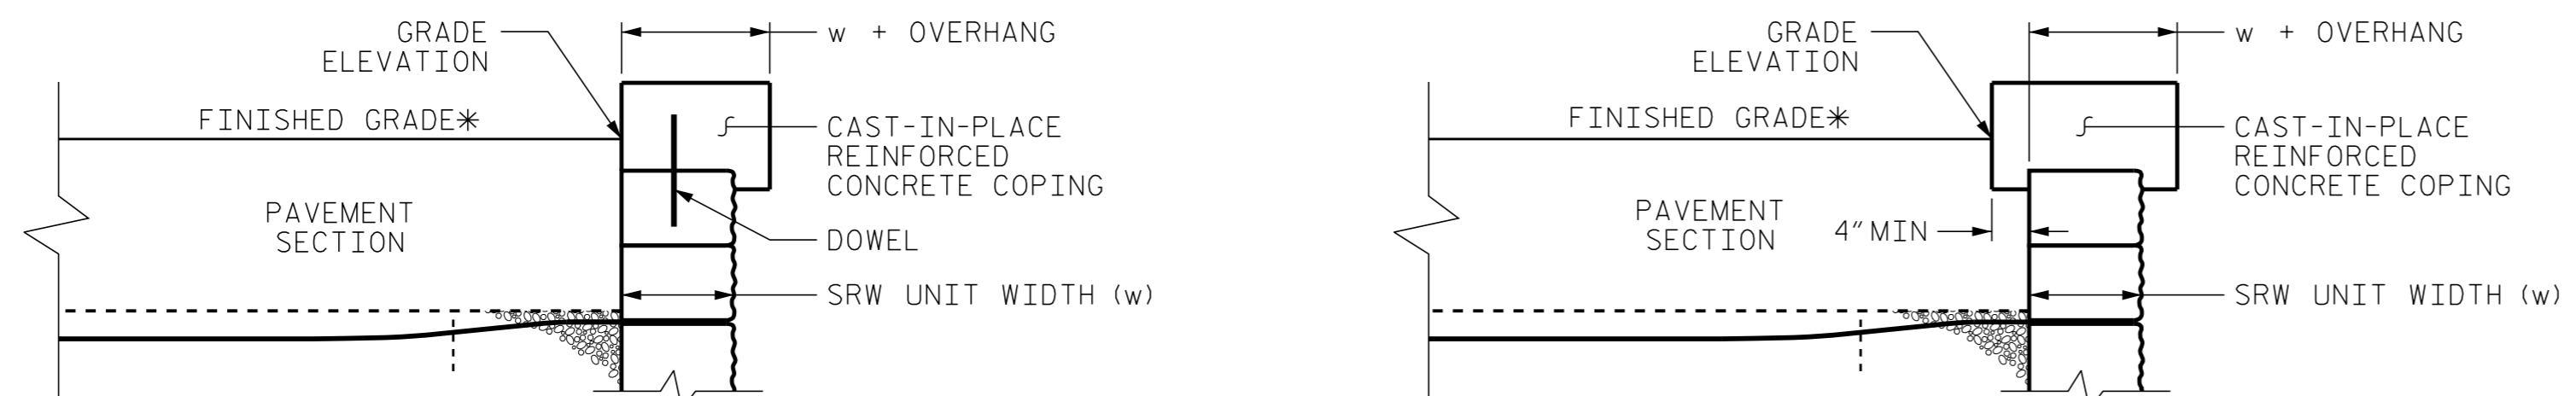 GRADE
ELEVATION
w + OVERHANG
FINISHED GRADE*
CAST-IN-PLACE
REINFORCED
CONCRETE COPING
PAVEMENT
SECTION
DOWEL
SRW UNIT WIDTH (w)
GRADE
ELEVATION
w + OVERHANG
FINISHED GRADE*
CAST-IN-PLACE
REINFORCED
CONCRETE COPING
PAVEMENT
SECTION
4" MIN
SRW UNIT WIDTH (w)